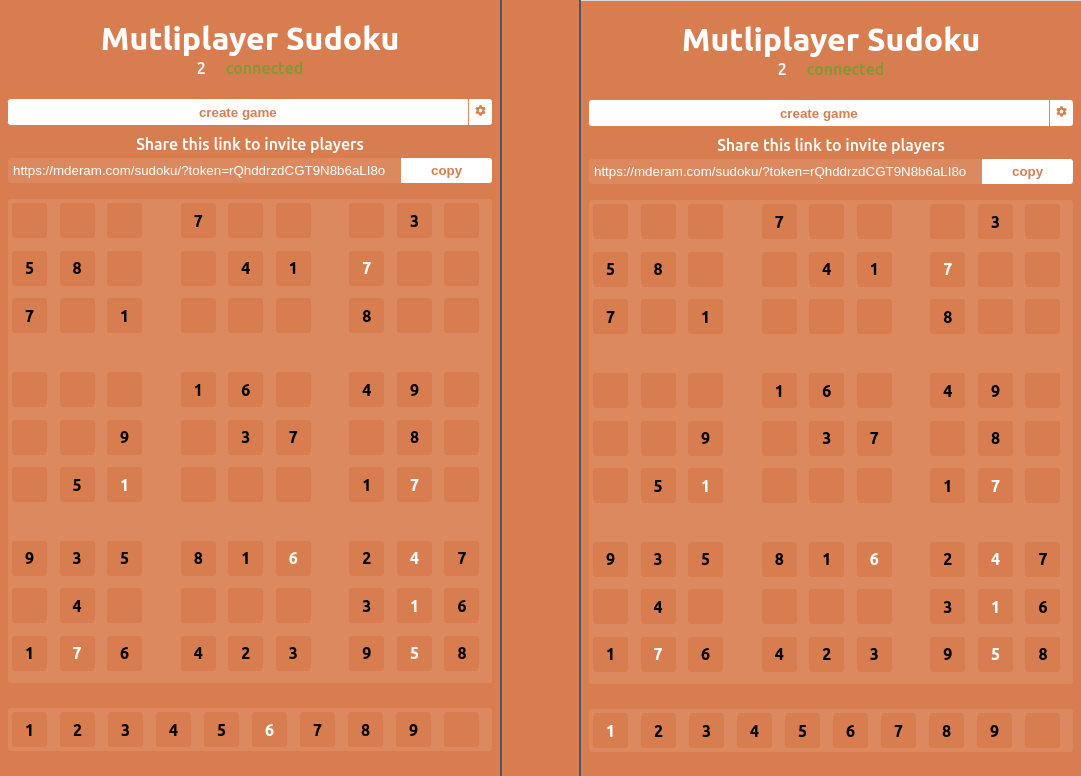 Mutliplayer Sudoku
2 connected
create game
Share this link to invite players
https://mderam.com/sudoku/?token=rQhddrzdCGT9N8b6aLI8o copy
7 3
5 8 4 1 7
7 1 8
1 6 4 9
9 3 7 8
5 1 1 7
9 3 5 8 1 6 2 4 7
4 3 1 6
1 7 6 4 2 3 9 5 8
1 2 3 4 5 6 7 8 9
Mutliplayer Sudoku
2 connected
create game
Share this link to invite players
https://mderam.com/sudoku/?token=rQhddrzdCGT9N8b6aLI8o copy
7 3
5 8 4 1 7
7 1 8
1 6 4 9
9 3 7 8
5 1 1 7
9 3 5 8 1 6 2 4 7
4 3 1 6
1 7 6 4 2 3 9 5 8
1 2 3 4 5 6 7 8 9